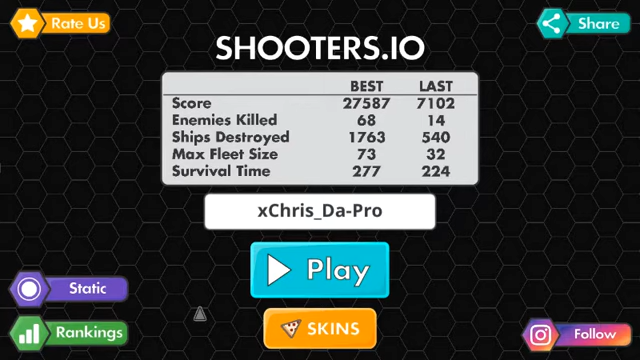 Rate Us
Share
SHOOTERS.IO
BEST LAST
Score 27587 7102
Enemies Killed 68 14
Ships Destroyed 1763 540
Max Fleet Size 73 32
Survival Time 277 224
xChris_Da-Pro
Play
Static
SKINS
Rankings
Follow